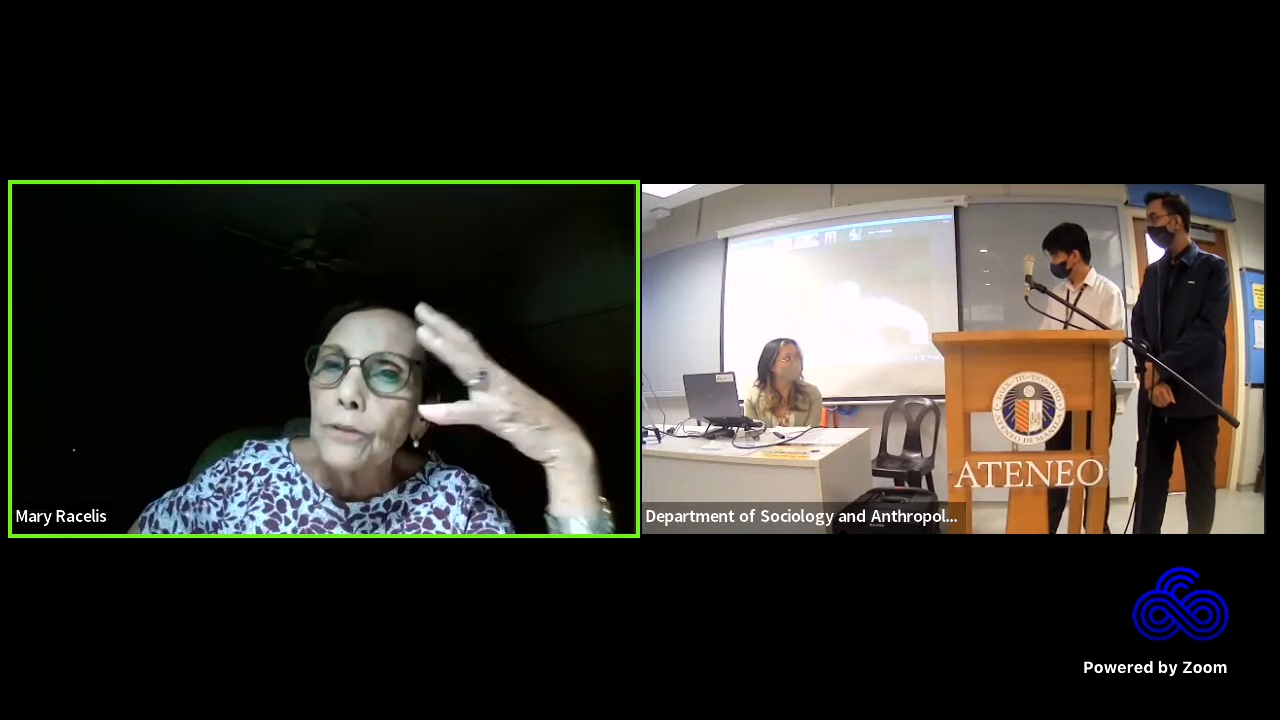 Mary Racelis
Department of Sociology and Anthropol...
ATENEO
Powered by Zoom